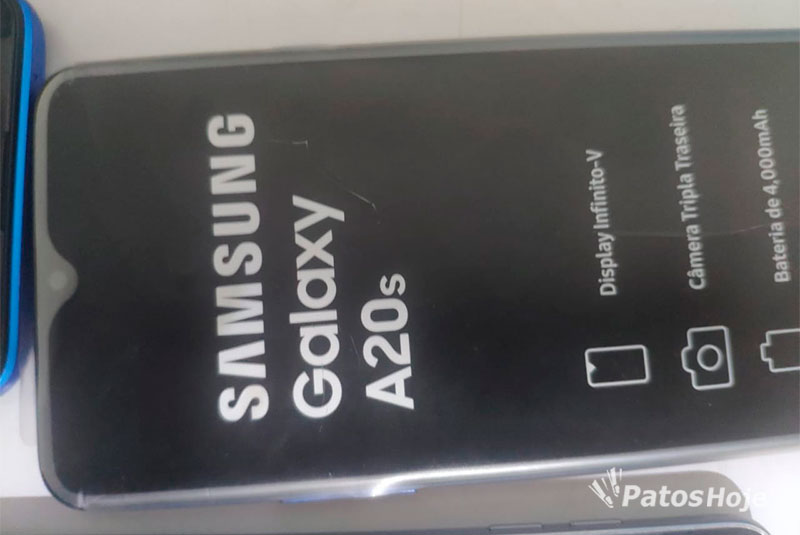 SAMSUNG
Galaxy
A20s
Display Infinito-V
Câmera Tripla Traseira
Bateria de 4,000mAh
PatosHoje